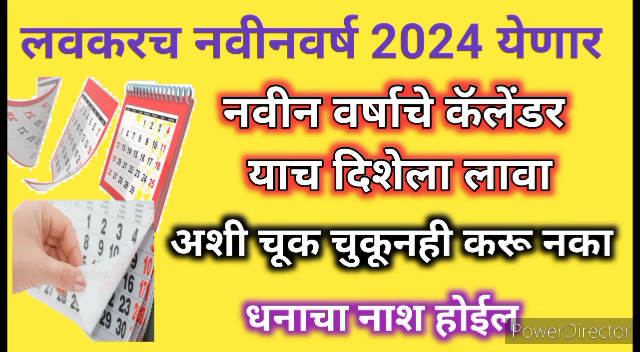 लवकरच नवीनवर्ष 2024 येणार
नवीन वर्षाचे कॅलेंडर
याच दिशेला लावा
अशी चूक चुकूनही करू नका
धनाचा नाश होईल
PowerDirector